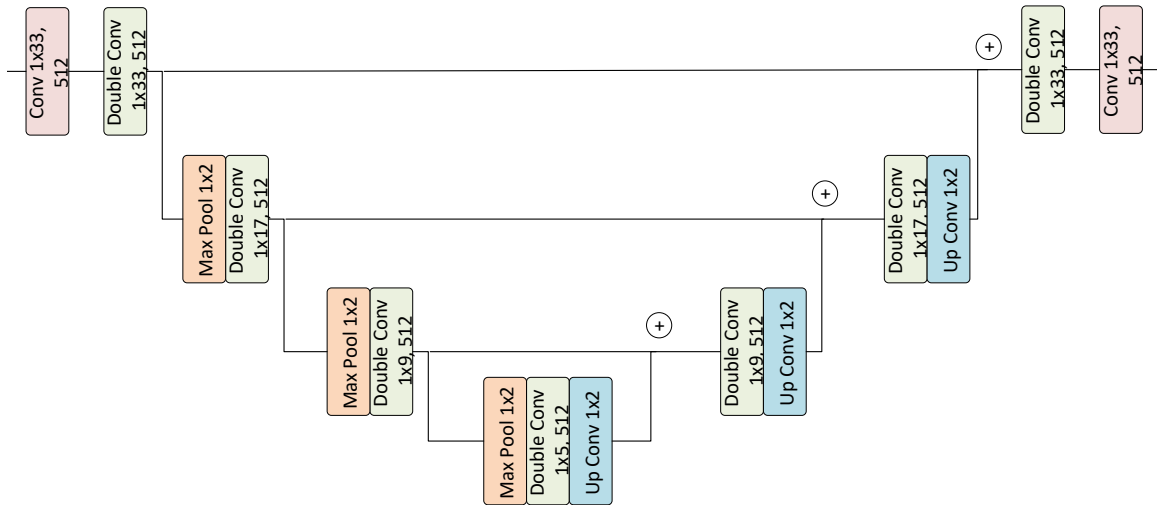 Conv 1x33,
512
Double Conv
1x33, 512
+
Double Conv
1x33, 512
Conv 1x33,
512
Max Pool 1x2
Double Conv
1x17, 512
+
Double Conv
1x17, 512
Up Conv 1x2
Max Pool 1x2
Double Conv
1x9, 512
+
Double Conv
1x9, 512
Up Conv 1x2
Max Pool 1x2
Double Conv
1x5, 512
Up Conv 1x2